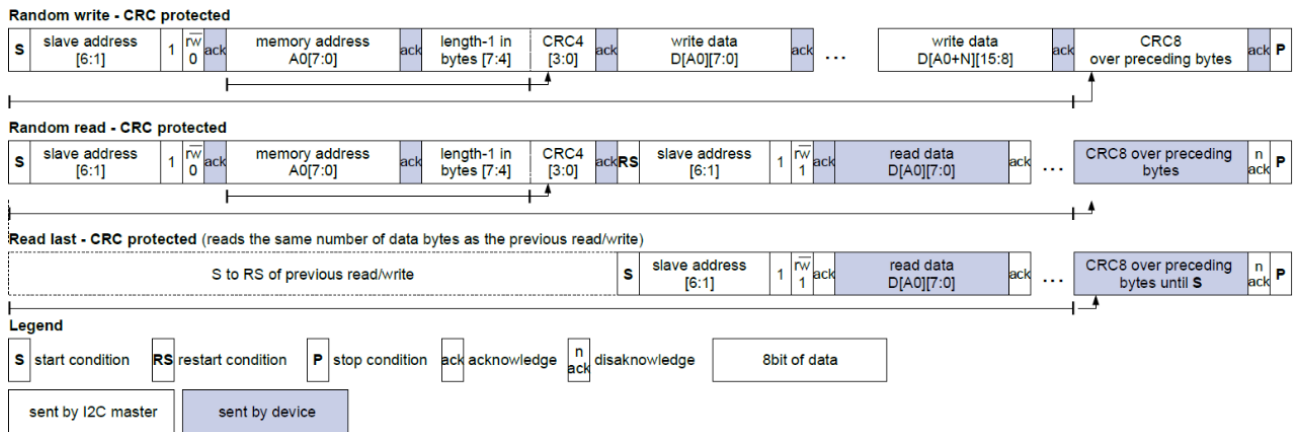 Random write - CRC protected
S slave address [6:1] 1 rw 0 ack memory address A0[7:0] ack length-1 in bytes [7:4] CRC4 [3:0] ack write data D[A0][7:0] ack ... write data D[A0+N][15:8] ack CRC8 over preceding bytes ack P
Random read - CRC protected
S slave address [6:1] 1 rw 0 ack memory address A0[7:0] ack length-1 in bytes [7:4] CRC4 [3:0] ack RS slave address [6:1] 1 rw 1 ack read data D[A0][7:0] ack ... CRC8 over preceding bytes n ack P
Read last - CRC protected (reads the same number of data bytes as the previous read/write)
S to RS of previous read/write S slave address [6:1] 1 rw 1 ack read data D[A0][7:0] ack ... CRC8 over preceding bytes until S n ack P
Legend
S start condition RS restart condition P stop condition ack acknowledge n ack disaknowledge 8bit of data
sent by I2C master sent by device